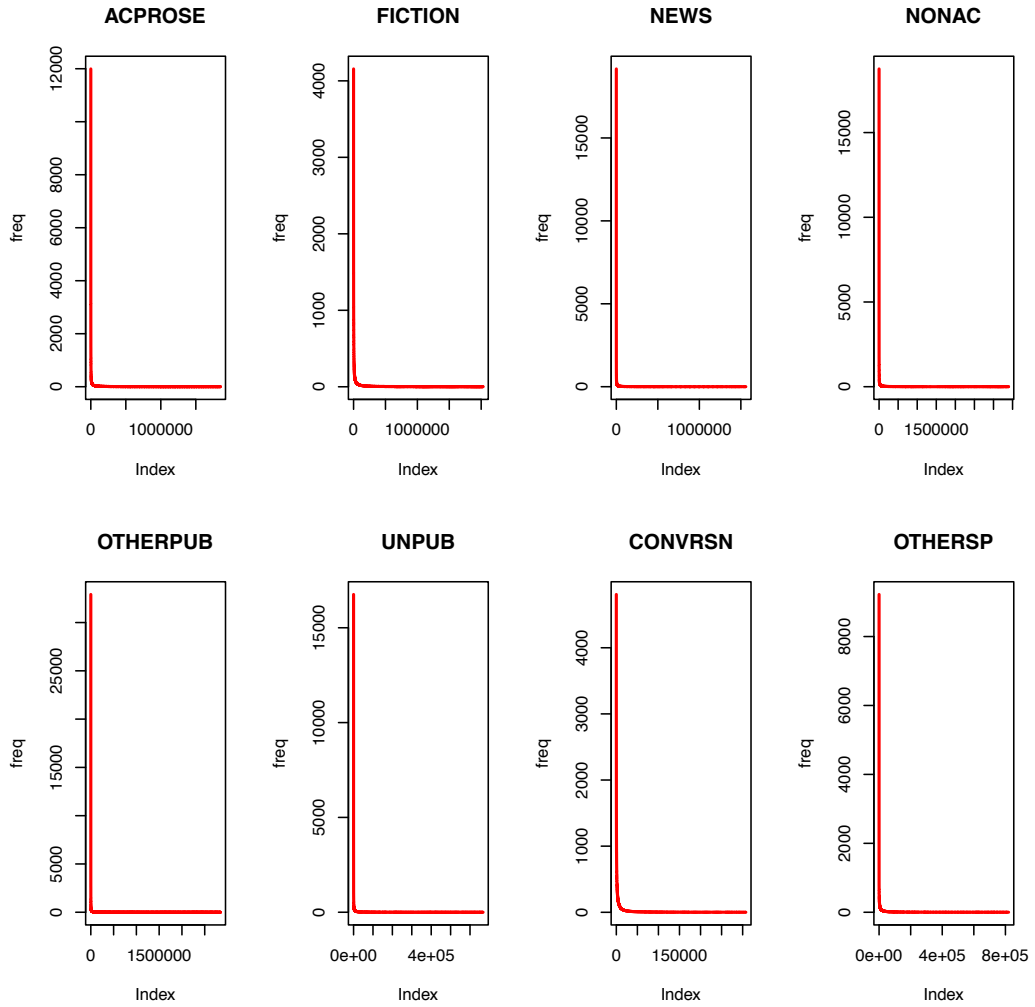 ACPROSE
freq
12000
8000
6000
4000
2000
0
0 1000000
Index
FICTION
freq
4000
3000
2000
1000
0
0 1000000
Index
NEWS
freq
15000
10000
5000
0
0 1000000
Index
NONAC
freq
15000
10000
5000
0
0 1500000
Index
OTHERPUB
freq
25000
15000
5000
0
0 1500000
Index
UNPUB
freq
15000
10000
5000
0
0e+00 4e+05
Index
CONVRSN
freq
4000
3000
2000
1000
0
0 150000
Index
OTHERSP
freq
8000
6000
4000
2000
0
0e+00 4e+05 8e+05
Index